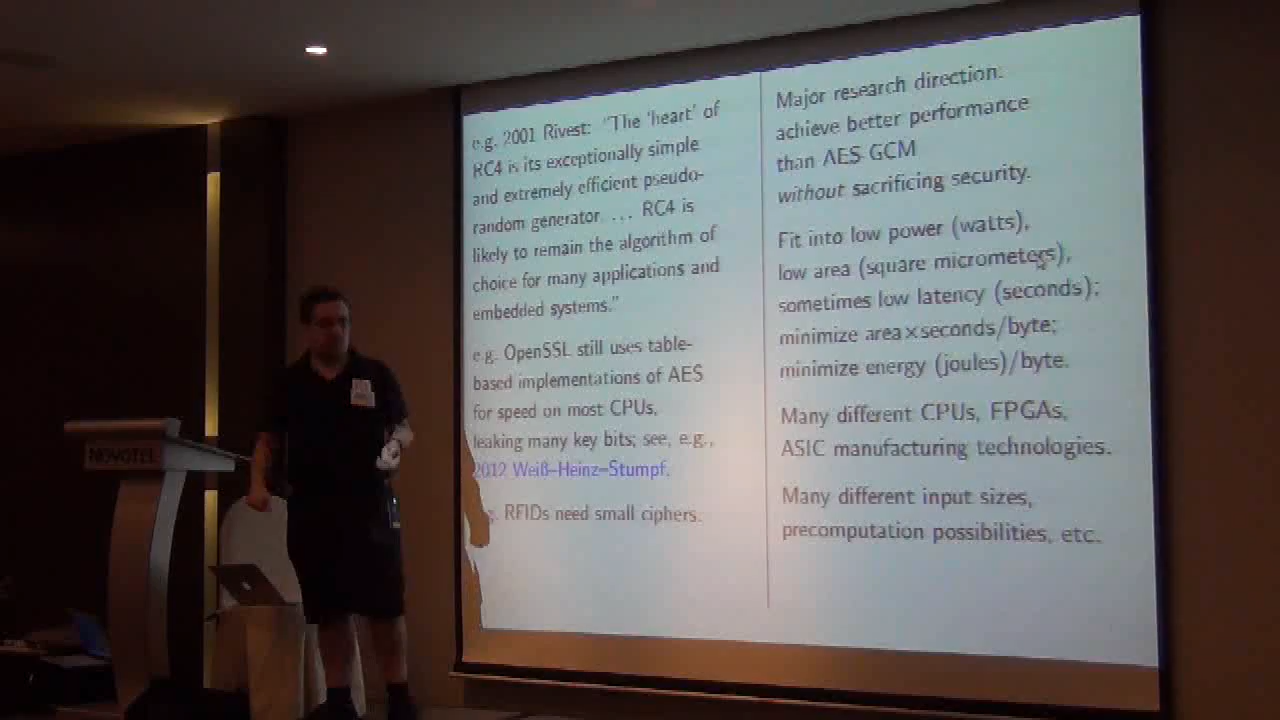 NOVOTEL
e.g. 2001 Rivest: "The 'heart' of
RC4 is its exceptionally simple
and extremely efficient pseudo-
random generator. ... RC4 is
likely to remain the algorithm of
choice for many applications and
embedded systems."
e.g. OpenSSL still uses table-
based implementations of AES
for speed on most CPUs,
leaking many key bits; see, e.g.,
2012 Weiß–Heinz–Stumpf.
g. RFIDs need small ciphers.
Major research direction:
achieve better performance
than AES-GCM
without sacrificing security.
Fit into low power (watts),
low area (square micrometers),
sometimes low latency (seconds);
minimize area×seconds/byte;
minimize energy (joules)/byte.
Many different CPUs, FPGAs,
ASIC manufacturing technologies.
Many different input sizes,
precomputation possibilities, etc.